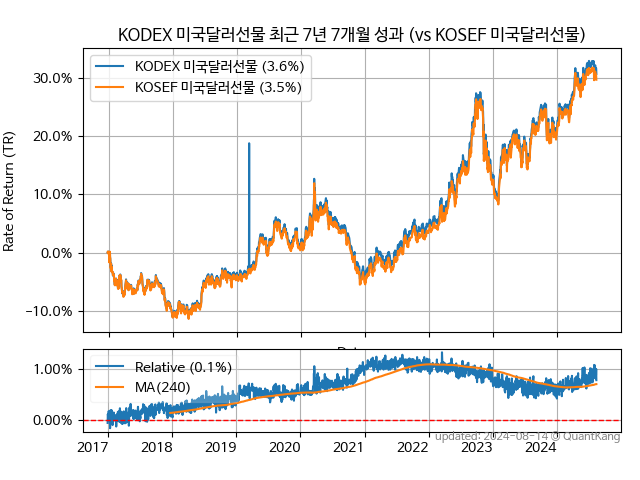 KODEX 미국달러선물 최근 7년 7개월 성과 (vs KOSEF 미국달러선물)
KODEX 미국달러선물 (3.6%)
KOSEF 미국달러선물 (3.5%)
Rate of Return (TR)
30.0%
20.0%
10.0%
0.0%
−10.0%
Relative (0.1%)
MA(240)
1.00%
0.00%
2017 2018 2019 2020 2021 2022 2023 2024
updated: 2024-08-14 © QuantKang